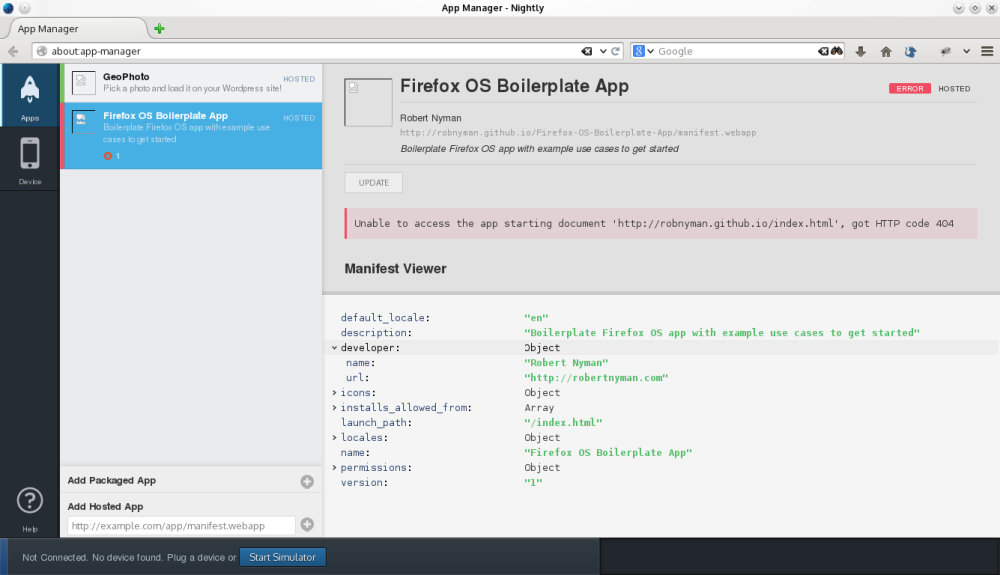 App Manager - Nightly
App Manager
about:app-manager
Google
Apps
Device
Help
GeoPhoto
HOSTED
Pick a photo and load it on your Wordpress site!
Firefox OS Boilerplate App
HOSTED
Boilerplate Firefox OS app with example use
cases to get started
1
Add Packaged App
Add Hosted App
http://example.com/app/manifest.webapp
Firefox OS Boilerplate App
ERROR
HOSTED
Robert Nyman
http://robnyman.github.io/Firefox-OS-Boilerplate-App/manifest.webapp
Boilerplate Firefox OS app with example use cases to get started
UPDATE
Unable to access the app starting document 'http://robnyman.github.io/index.html', got HTTP code 404
Manifest Viewer
default_locale: "en"
description: "Boilerplate Firefox OS app with example use cases to get started"
developer: Object
name: "Robert Nyman"
url: "http://robertnyman.com"
icons: Object
installs_allowed_from: Array
launch_path: "/index.html"
locales: Object
name: "Firefox OS Boilerplate App"
permissions: Object
version: "1"
Not Connected. No device found. Plug a device or Start Simulator